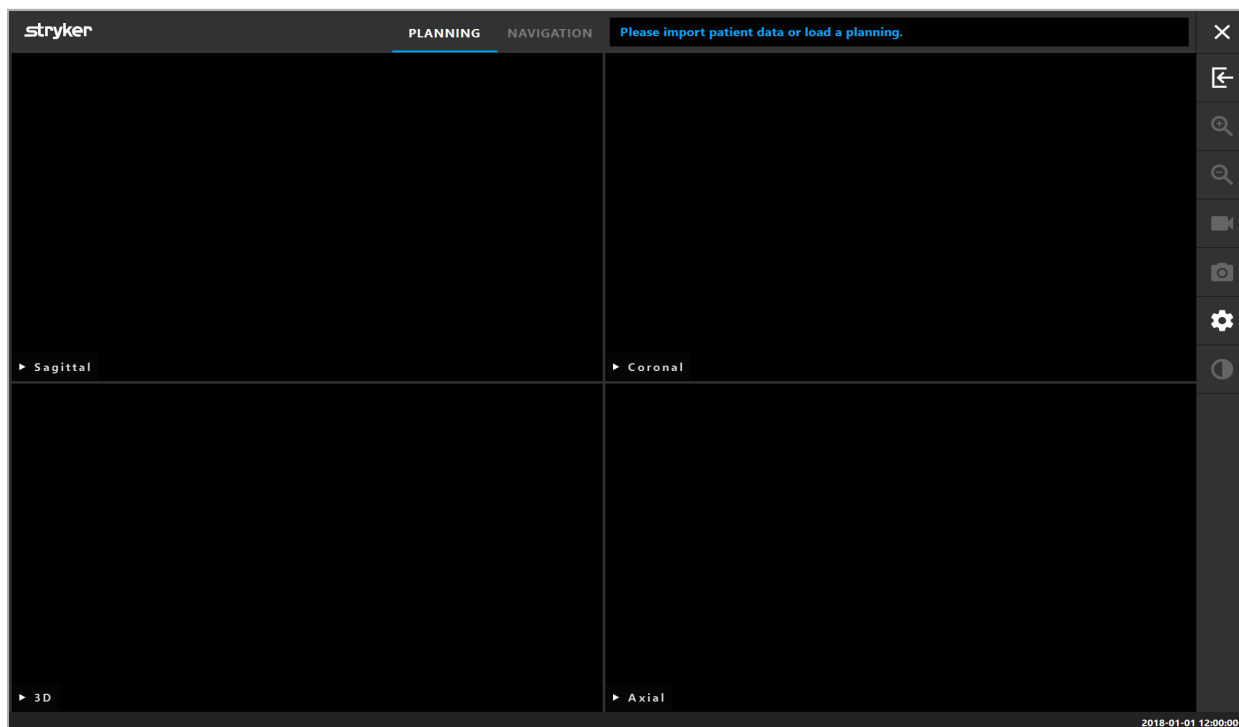 stryker
PLANNING NAVIGATION Please import patient data or load a planning.
Sagittal Coronal
3D Axial
2018-01-01 12:00:00